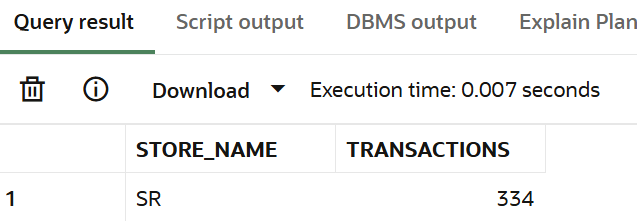 Query result Script output DBMS output Explain Plan
Download Execution time: 0.007 seconds
STORE_NAME TRANSACTIONS
1 SR 334